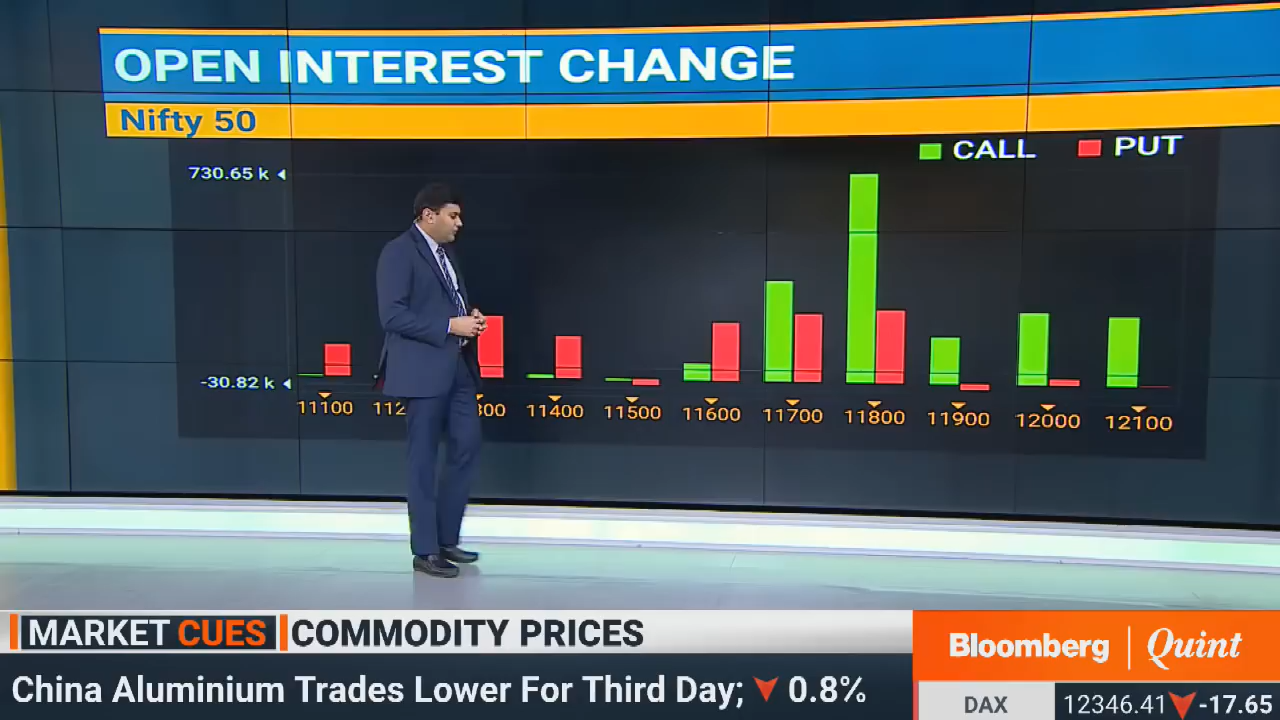 OPEN INTEREST CHANGE
Nifty 50
CALL PUT
730.65 k
-30.82 k
11100 112 300 11400 11500 11600 11700 11800 11900 12000 12100
MARKET CUES COMMODITY PRICES
China Aluminium Trades Lower For Third Day; 0.8%
Bloomberg | Quint
DAX 12346.41 -17.65